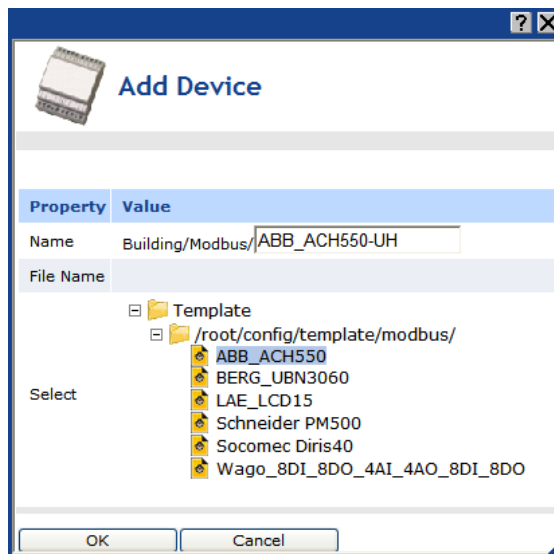 Add Device
Property Value
Name Building/Modbus/ ABB_ACH550-UH
File Name
Template
/root/config/template/modbus/
ABB_ACH550
BERG_UBN3060
LAE_LCD15
Select
Schneider PM500
Socomec Diris40
Wago_8DI_8DO_4AI_4AO_8DI_8DO
OK Cancel